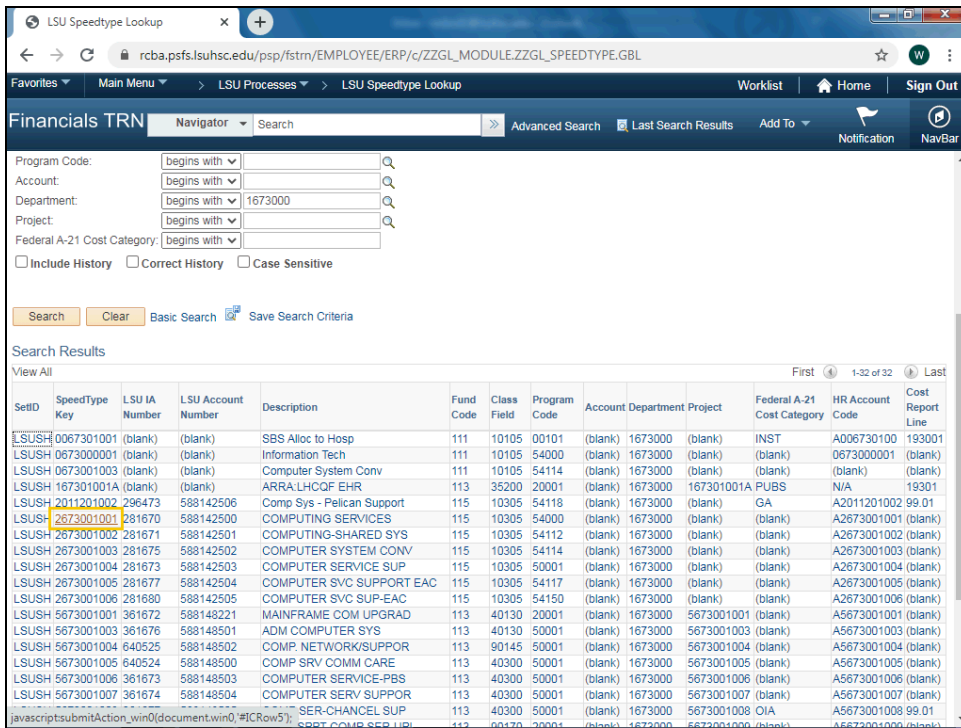 LSU Speedtype Lookup
rcba.psfs.lsuhsc.edu/psp/fstrn/EMPLOYEE/ERP/c/ZZGL_MODULE.ZZGL_SPEEDTYPE.GBL
W
Favorites Main Menu > LSU Processes > LSU Speedtype Lookup Worklist Home Sign Out
Financials TRN Navigator Search Advanced Search Last Search Results Add To Notification NavBar
Program Code: begins with
Account: begins with
Department: begins with 1673000
Project: begins with
Federal A-21 Cost Category: begins with
Include History Correct History Case Sensitive
Search Clear Basic Search Save Search Criteria
Search Results
View All First 1-32 of 32 Last
SetID SpeedType Key LSU IA Number LSU Account Number Description Fund Code Class Field Program Code Account Department Project Federal A-21 Cost Category HR Account Code Cost Report Line
LSUSH 0067301001 (blank) (blank) SBS Alloc to Hosp 111 10105 00101 (blank) 1673000 (blank) INST A006730100 193001
LSUSH 0673000001 (blank) (blank) Information Tech 111 10105 54000 (blank) 1673000 (blank) (blank) 0673000001 (blank)
LSUSH 0673001003 (blank) (blank) Computer System Conv 111 10105 54114 (blank) 1673000 (blank) (blank) (blank) (blank)
LSUSH 167301001A (blank) (blank) ARRA:LHCQF EHR 113 35200 20001 (blank) 1673000 167301001A PUBS N/A 19301
LSUSH 2011201002 296473 588142506 Comp Sys - Pelican Support 115 10305 54118 (blank) 1673000 (blank) GA A2011201002 99.01
LSUSH 2673001001 281670 588142500 COMPUTING SERVICES 115 10305 54000 (blank) 1673000 (blank) (blank) A2673001001 (blank)
LSUSH 2673001002 281671 588142501 COMPUTING-SHARED SYS 115 10305 54112 (blank) 1673000 (blank) (blank) A2673001002 (blank)
LSUSH 2673001003 281675 588142502 COMPUTER SYSTEM CONV 115 10305 54114 (blank) 1673000 (blank) (blank) A2673001003 (blank)
LSUSH 2673001004 281673 588142503 COMPUTER SERVICE SUP 115 10305 50001 (blank) 1673000 (blank) (blank) A2673001004 (blank)
LSUSH 2673001005 281677 588142504 COMPUTER SVC SUPPORT EAC 115 10305 54117 (blank) 1673000 (blank) (blank) A2673001005 (blank)
LSUSH 2673001006 281680 588142505 COMPUTER SVC SUP-EAC 115 10305 54150 (blank) 1673000 (blank) (blank) A2673001006 (blank)
LSUSH 5673001001 361672 588148221 MAINFRAME COM UPGRAD 113 40130 20001 (blank) 1673000 5673001001 (blank) A5673001001 (blank)
LSUSH 5673001003 361676 588148501 ADM COMPUTER SYS 113 40130 50001 (blank) 1673000 5673001003 (blank) A5673001003 (blank)
LSUSH 5673001004 640525 588148502 COMP. NETWORK/SUPPOR 113 90145 50001 (blank) 1673000 5673001004 (blank) A5673001004 (blank)
LSUSH 5673001005 640524 588148500 COMP SRV COMM CARE 113 40300 50001 (blank) 1673000 5673001005 (blank) A5673001005 (blank)
LSUSH 5673001006 361673 588148503 COMPUTER SERVICE-PBS 113 40300 50001 (blank) 1673000 5673001006 (blank) A5673001006 (blank)
LSUSH 5673001007 361674 588148504 COMPUTER SERV SUPPOR 113 40300 50001 (blank) 1673000 5673001007 (blank) A5673001007 (blank)
SER-CHANCEL SUP 113 40300 50001 (blank) 1673000 5673001008 OIA A5673001008 99.01
javascript:submitAction_win0(document.win0,'#ICRow5');